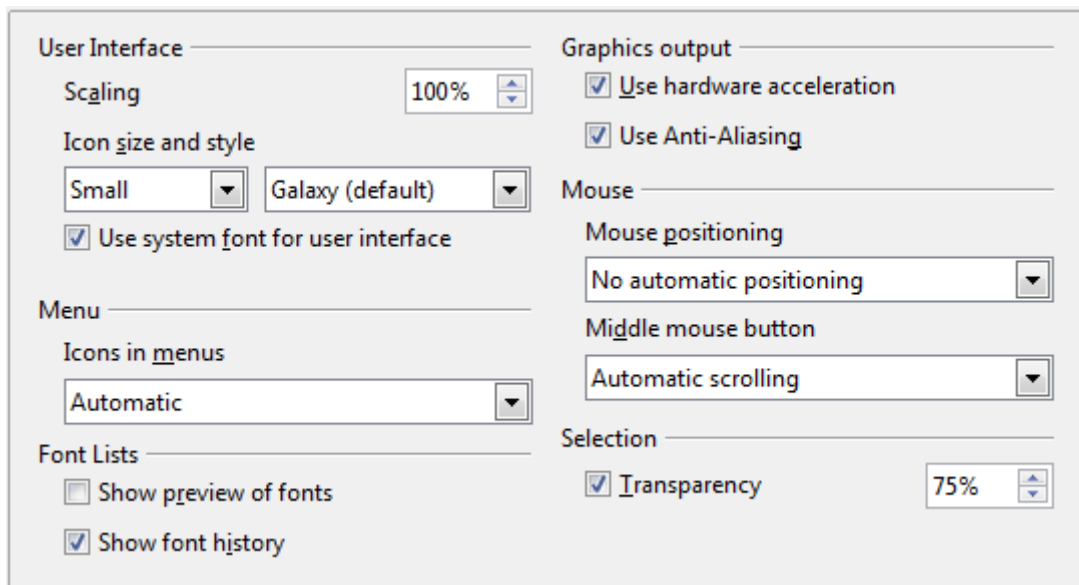 User Interface
Scaling 100%
Icon size and style
Small Galaxy (default)
Use system font for user interface
Menu
Icons in menus
Automatic
Font Lists
Show preview of fonts
Show font history
Graphics output
Use hardware acceleration
Use Anti-Aliasing
Mouse
Mouse positioning
No automatic positioning
Middle mouse button
Automatic scrolling
Selection
Transparency 75%